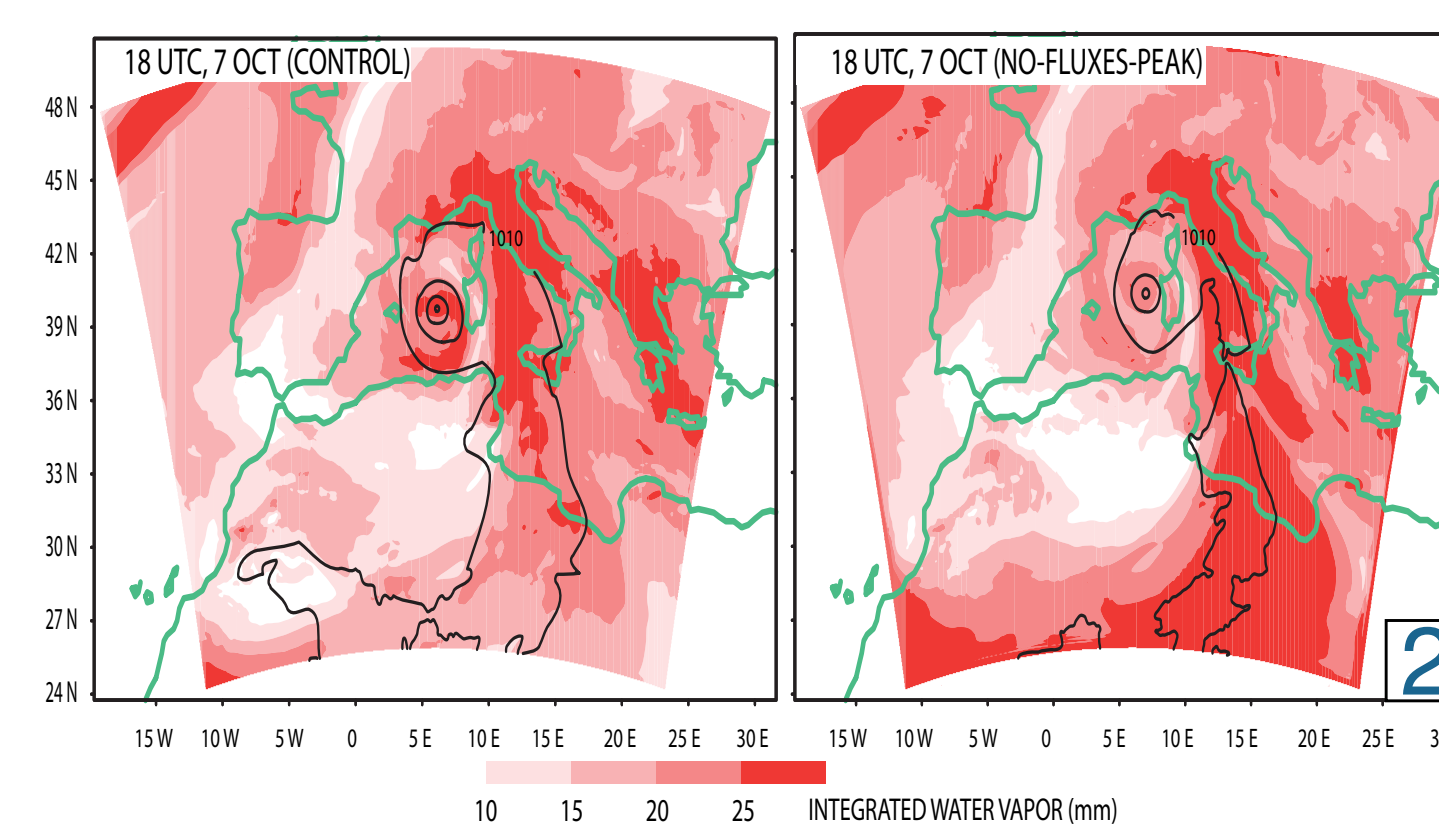 18 UTC, 7 OCT (CONTROL)
18 UTC, 7 OCT (NO-FLUXES-PEAK)
48 N
45 N
42 N
39 N
36 N
33 N
30 N
27 N
24 N
1010
1010
2
15 W 10 W 5 W 0 5 E 10 E 15 E 20 E 25 E 30 E
15 W 10 W 5 W 0 5 E 10 E 15 E 20 E 25 E 3
10 15 20 25 INTEGRATED WATER VAPOR (mm)